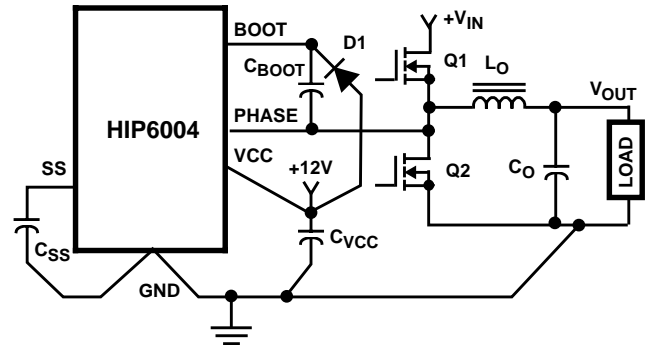 +VIN
BOOT
D1
Q1
LO
CBOOT
VOUT
PHASE
HIP6004
VCC
LOAD
SS
+12V
Q2
CO
CSS
CVCC
GND